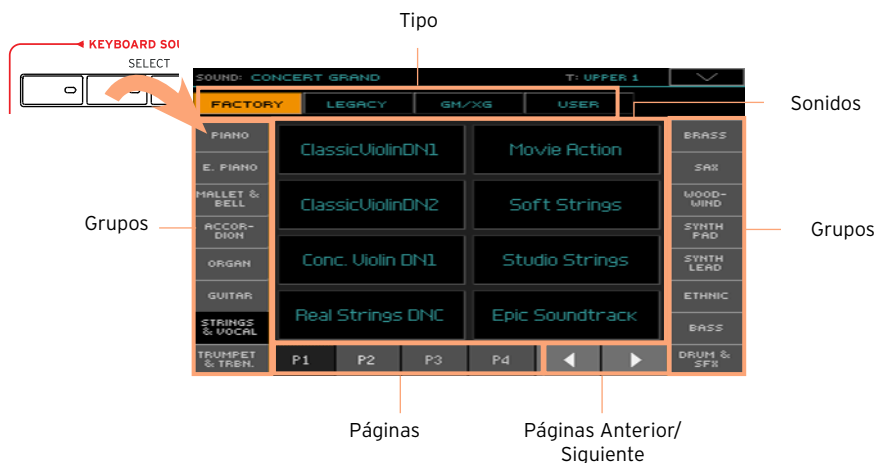 Tipo
KEYBOARD SOU
SELECT
SOUND: CONCERT GRAND T: UPPER 1
FACTORY LEGACY GM/XG USER
Sonidos
PIANO
E. PIANO
MALLET &
BELL
ACCOR-
DION
ORGAN
GUITAR
STRINGS
& VOCAL
TRUMPET
& TRBN.
Grupos
ClassicViolinDN1 Movie Action
ClassicViolinDN2 Soft Strings
Conc. Violin DN1 Studio Strings
Real Strings DNC Epic Soundtrack
BRASS
SAX
WOOD-
WIND
SYNTH
PAD
SYNTH
LEAD
ETHNIC
BASS
DRUM &
SFX
Grupos
P1 P2 P3 P4
Páginas
Páginas Anterior/
Siguiente